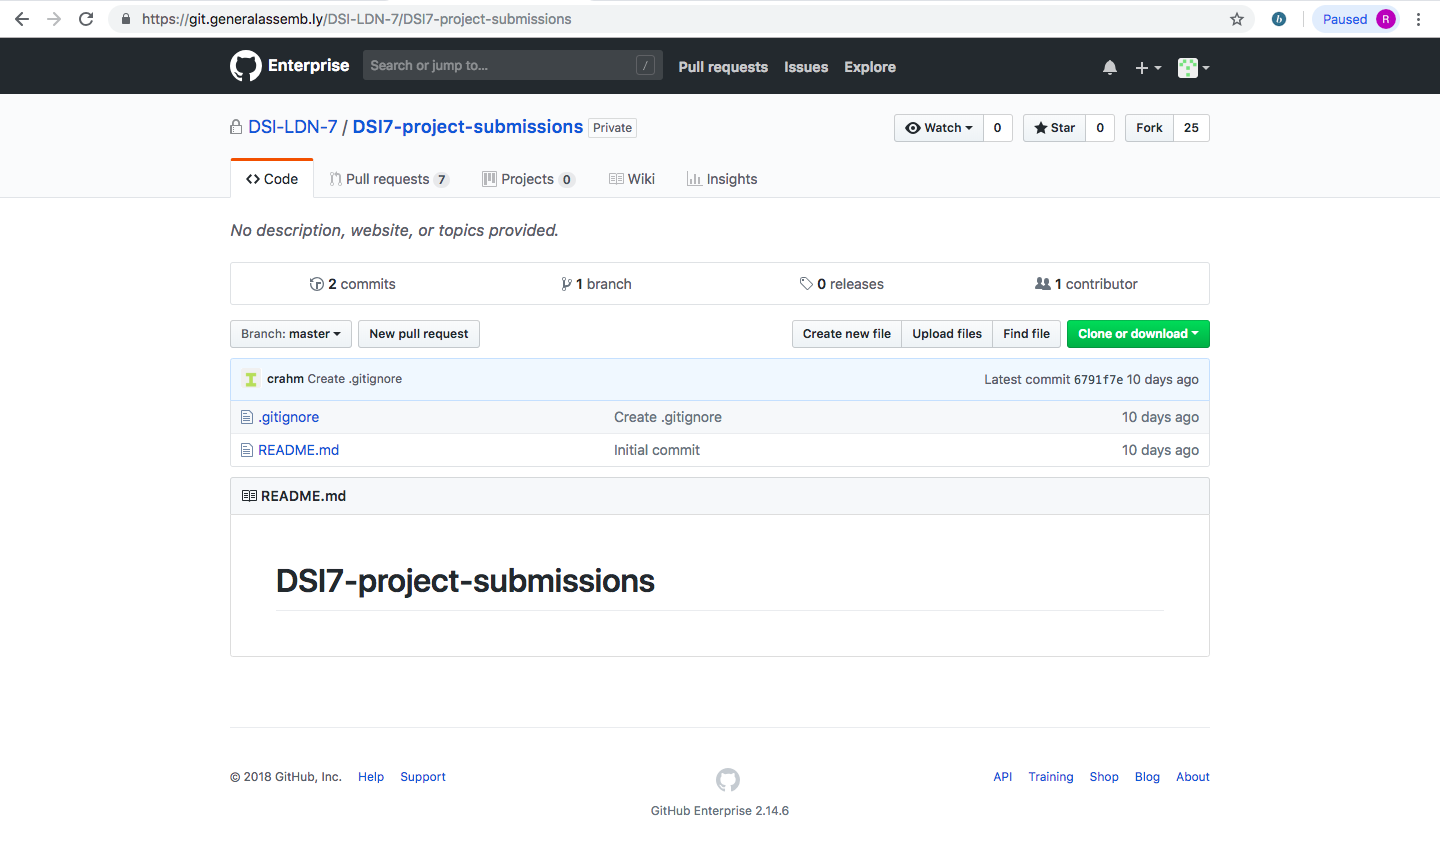 https://git.generalassemb.ly/DSI-LDN-7/DSI7-project-submissions
b
Paused R
Enterprise Search or jump to... / Pull requests Issues Explore
DSI-LDN-7 / DSI7-project-submissions Private Watch 0 Star 0 Fork 25
Code Pull requests 7 Projects 0 Wiki Insights
No description, website, or topics provided.
2 commits 1 branch 0 releases 1 contributor
Branch: master New pull request Create new file Upload files Find file Clone or download
crahm Create .gitignore Latest commit 6791f7e 10 days ago
.gitignore Create .gitignore 10 days ago
README.md Initial commit 10 days ago
README.md
DSI7-project-submissions
© 2018 GitHub, Inc. Help Support API Training Shop Blog About
GitHub Enterprise 2.14.6